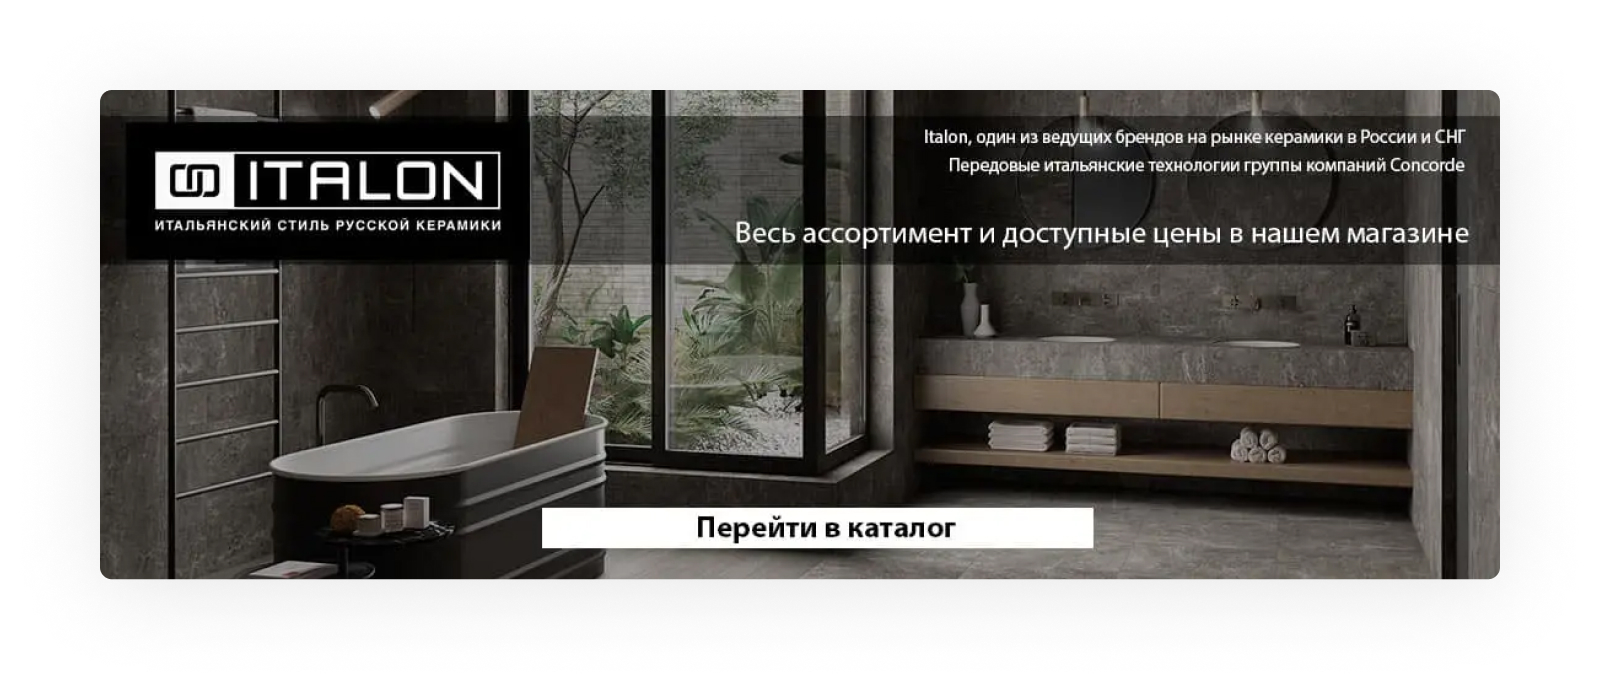 ITALON
ИТАЛЬЯНСКИЙ СТИЛЬ РУССКОЙ КЕРАМИКИ
Italon, один из ведущих брендов на рынке керамики в России и СНГ
Передовые итальянские технологии группы компаний Concorde
Весь ассортимент и доступные цены в нашем магазине
Перейти в каталог